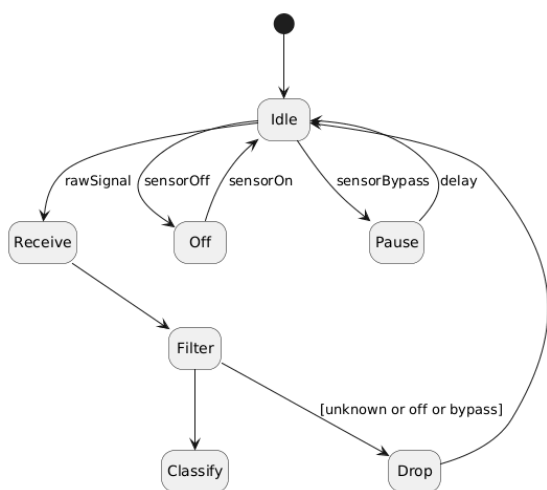 Idle
rawSignal
sensorOff
sensorOn
sensorBypass
delay
Receive
Off
Pause
Filter
[unknown or off or bypass]
Classify
Drop